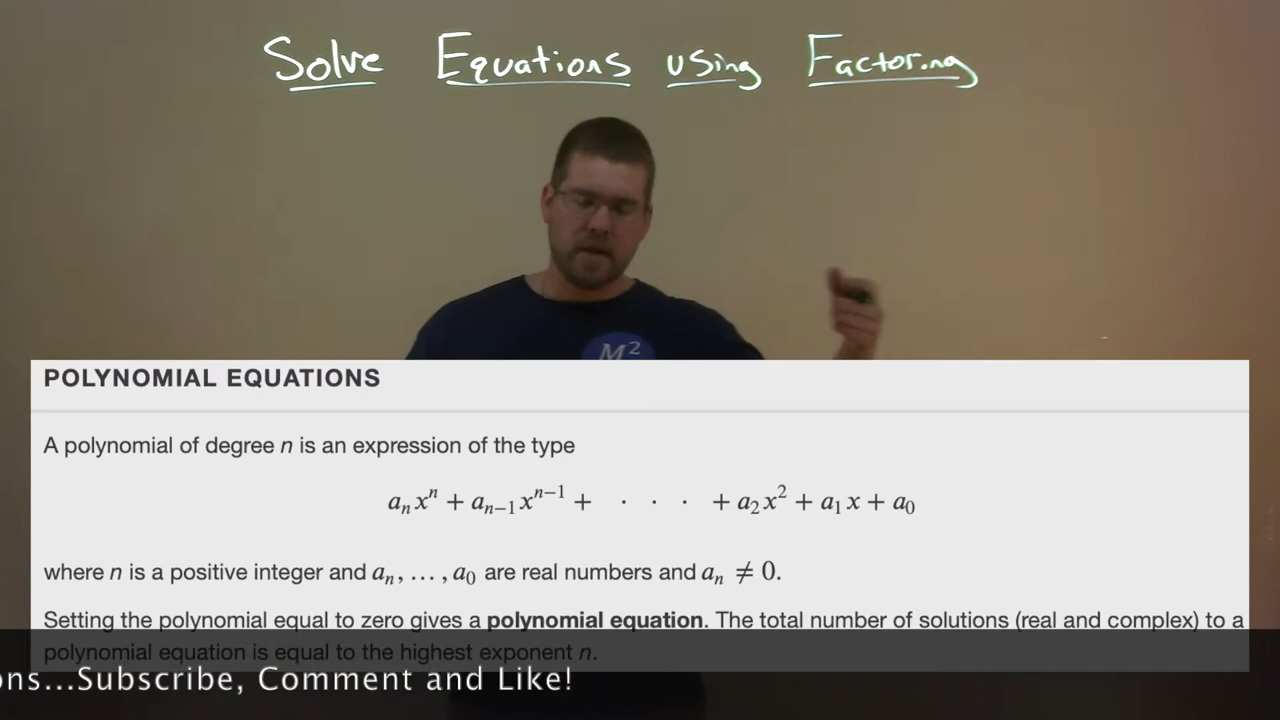 Solve Equations using Factoring
M²
POLYNOMIAL EQUATIONS
A polynomial of degree n is an expression of the type
aₙxⁿ + aₙ₋₁xⁿ⁻¹ + · · · + a₂x² + a₁x + a₀
where n is a positive integer and aₙ, … , a₀ are real numbers and aₙ ≠ 0.
Setting the polynomial equal to zero gives a polynomial equation. The total number of solutions (real and complex) to a
polynomial equation is equal to the highest exponent n.
ons...Subscribe, Comment and Like!